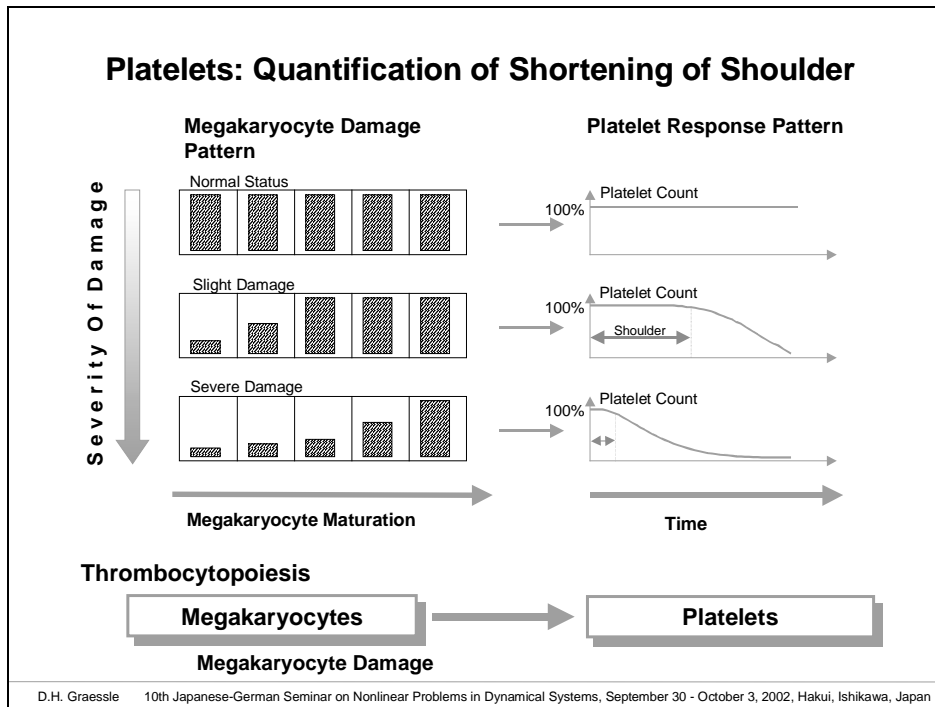 Platelets: Quantification of Shortening of Shoulder
Megakaryocyte Damage
Pattern
Platelet Response Pattern
Severity Of Damage
Normal Status
Platelet Count
100%
Slight Damage
Platelet Count
100%
Shoulder
Severe Damage
Platelet Count
100%
Megakaryocyte Maturation
Time
Thrombocytopoiesis
Megakaryocytes
Platelets
Megakaryocyte Damage
D.H. Graessle 10th Japanese-German Seminar on Nonlinear Problems in Dynamical Systems, September 30 - October 3, 2002, Hakui, Ishikawa, Japan